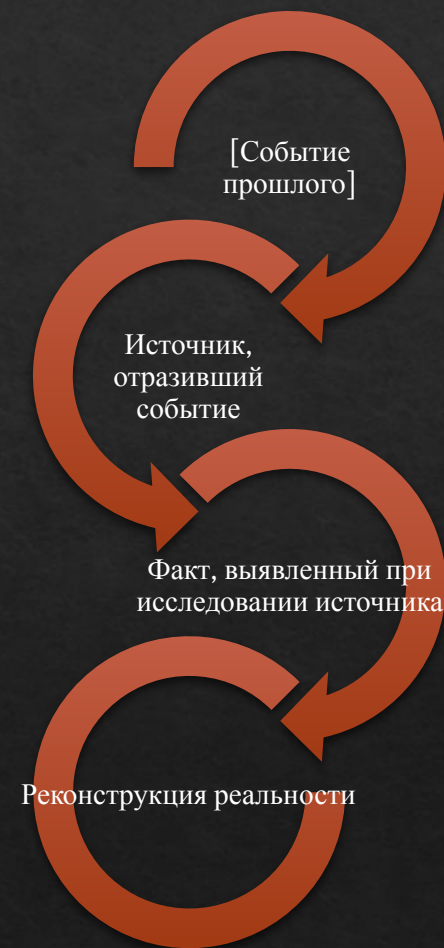 [Событие
прошлого]
Источник,
отразивший
событие
Факт, выявленный при
исследовании источника
Реконструкция реальности